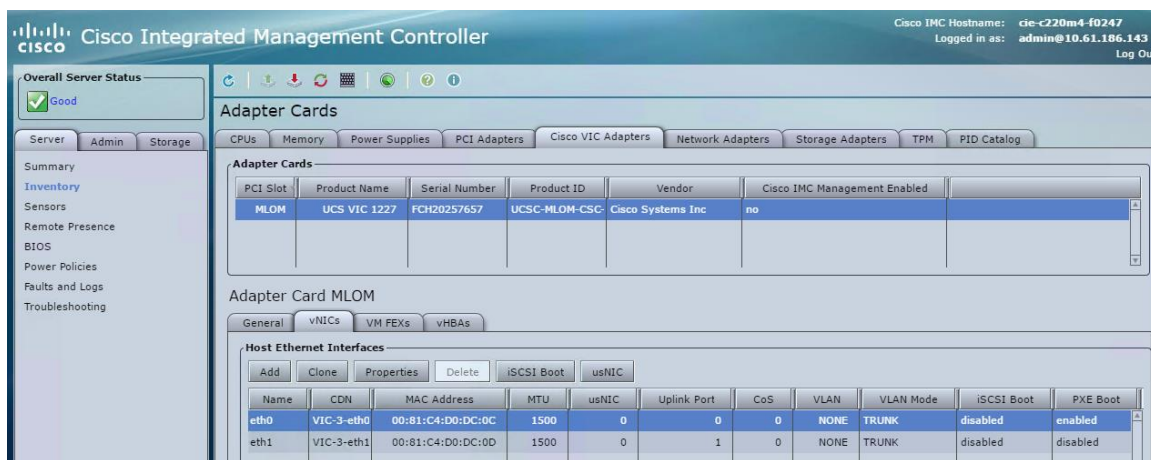 Cisco IMC Hostname: cie-c220m4-f0247
CISCO Cisco Integrated Management Controller
Logged in as: admin@10.61.186.143
Log Ou
Overall Server Status
Good
Server Admin Storage
Summary
Inventory
Sensors
Remote Presence
BIOS
Power Policies
Faults and Logs
Troubleshooting
Adapter Cards
CPUs Memory Power Supplies PCI Adapters Cisco VIC Adapters Network Adapters Storage Adapters TPM PID Catalog
Adapter Cards
PCI Slot Product Name Serial Number Product ID Vendor Cisco IMC Management Enabled
MLOM UCS VIC 1227 FCH20257657 UCSC-MLOM-CSC- Cisco Systems Inc no
Adapter Card MLOM
General vNICs VM FEXs vHBAs
Host Ethernet Interfaces
Add Clone Properties Delete iSCSI Boot usNIC
Name CDN MAC Address MTU usNIC Uplink Port CoS VLAN VLAN Mode iSCSI Boot PXE Boot
eth0 VIC-3-eth0 00:81:C4:D0:DC:0C 1500 0 0 0 NONE TRUNK disabled enabled
eth1 VIC-3-eth1 00:81:C4:D0:DC:0D 1500 0 1 0 NONE TRUNK disabled disabled